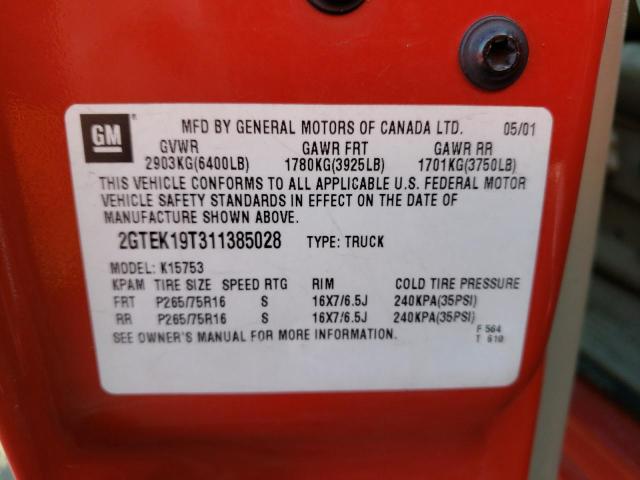 GM
MFD BY GENERAL MOTORS OF CANADA LTD. 05/01
GVWR GAWR FRT GAWR RR
2903KG(6400LB) 1780KG(3925LB) 1701KG(3750LB)
THIS VEHICLE CONFORMS TO ALL APPLICABLE U.S. FEDERAL MOTOR
VEHICLE SAFETY STANDARDS IN EFFECT ON THE DATE OF
MANUFACTURE SHOWN ABOVE.
2GTEK19T311385028 TYPE: TRUCK
MODEL: K15753
KPAM TIRE SIZE SPEED RTG RIM COLD TIRE PRESSURE
FRT P265/75R16 S 16X7/6.5J 240KPA(35PSI)
RR P265/75R16 S 16X7/6.5J 240KPA(35PSI)
SEE OWNER'S MANUAL FOR MORE INFORMATION.
F 564
T 610